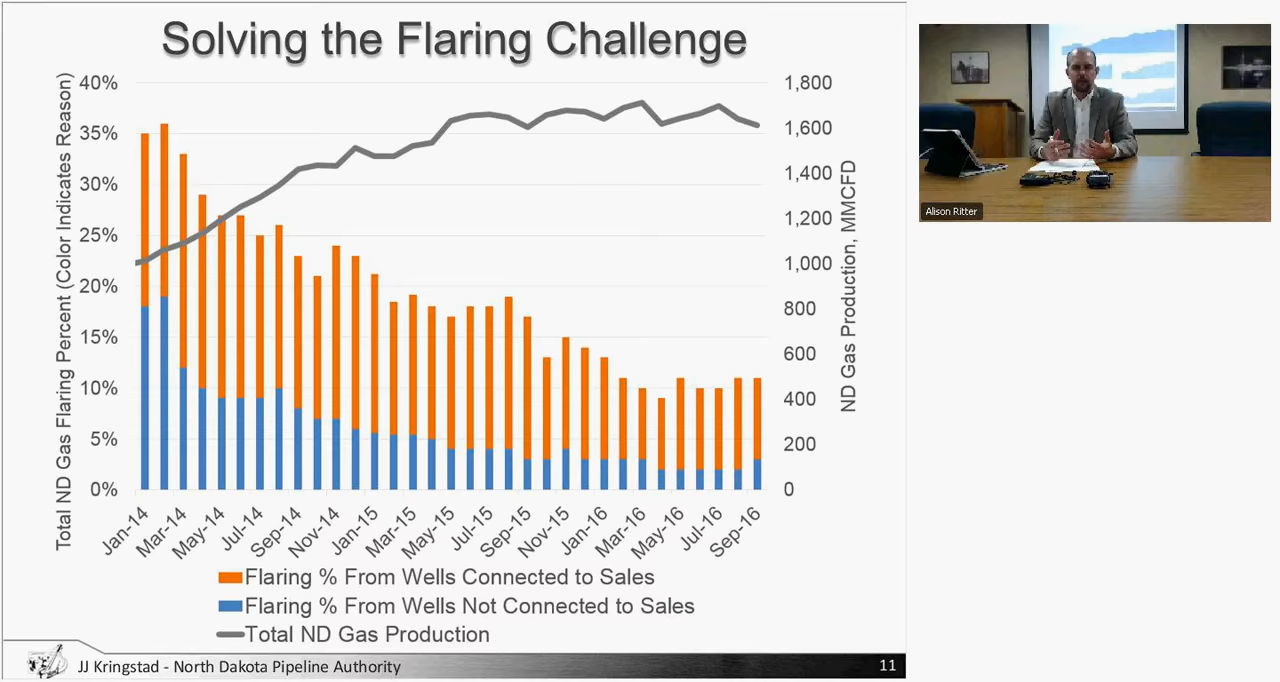 Solving the Flaring Challenge
Total ND Gas Flaring Percent (Color Indicates Reason)
40%
35%
30%
25%
20%
15%
10%
5%
0%
1,800
1,600
1,400
1,200
1,000
800
600
400
200
0
ND Gas Production, MMCFD
Jan-14
Mar-14
May-14
Jul-14
Sep-14
Nov-14
Jan-15
Mar-15
May-15
Jul-15
Sep-15
Nov-15
Jan-16
Mar-16
May-16
Jul-16
Sep-16
Flaring % From Wells Connected to Sales
Flaring % From Wells Not Connected to Sales
Total ND Gas Production
JJ Kringstad - North Dakota Pipeline Authority
11
Alison Ritter